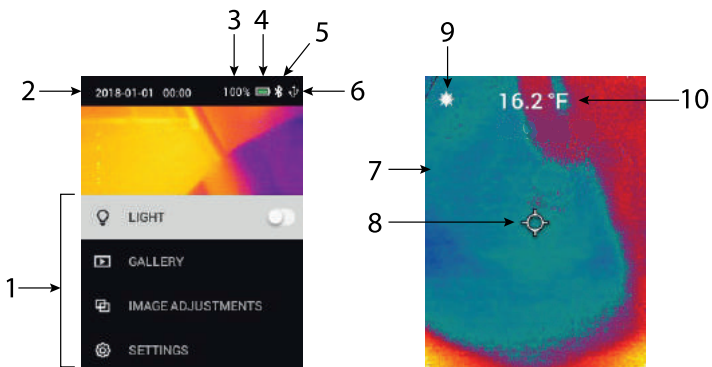 3 4 5
2 2018-01-01 00:00 100% 6
1
LIGHT
GALLERY
IMAGE ADJUSTMENTS
SETTINGS
9
16.2 °F 10
7
8